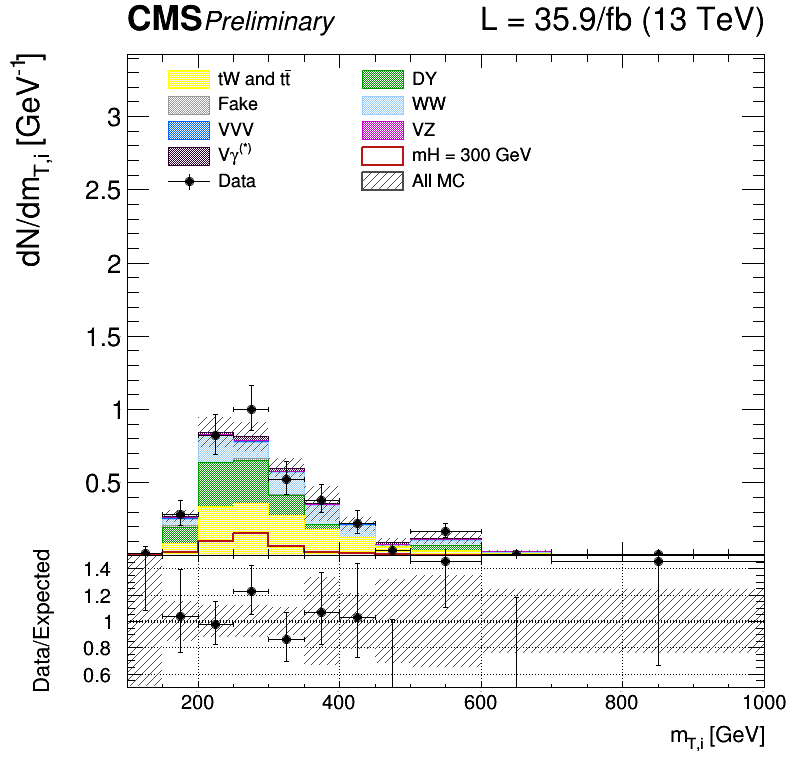 CMS Preliminary L = 35.9/fb (13 TeV)
dN/dm_{T,i} [GeV^{-1}]
tW and tt̄ DY
Fake WW
VVV VZ
Vγ^{(*)} mH = 300 GeV
Data All MC
3
2.5
2
1.5
1
0.5
Data/Expected
1.4
1.2
1
0.8
0.6
200 400 600 800 1000
m_{T,i} [GeV]